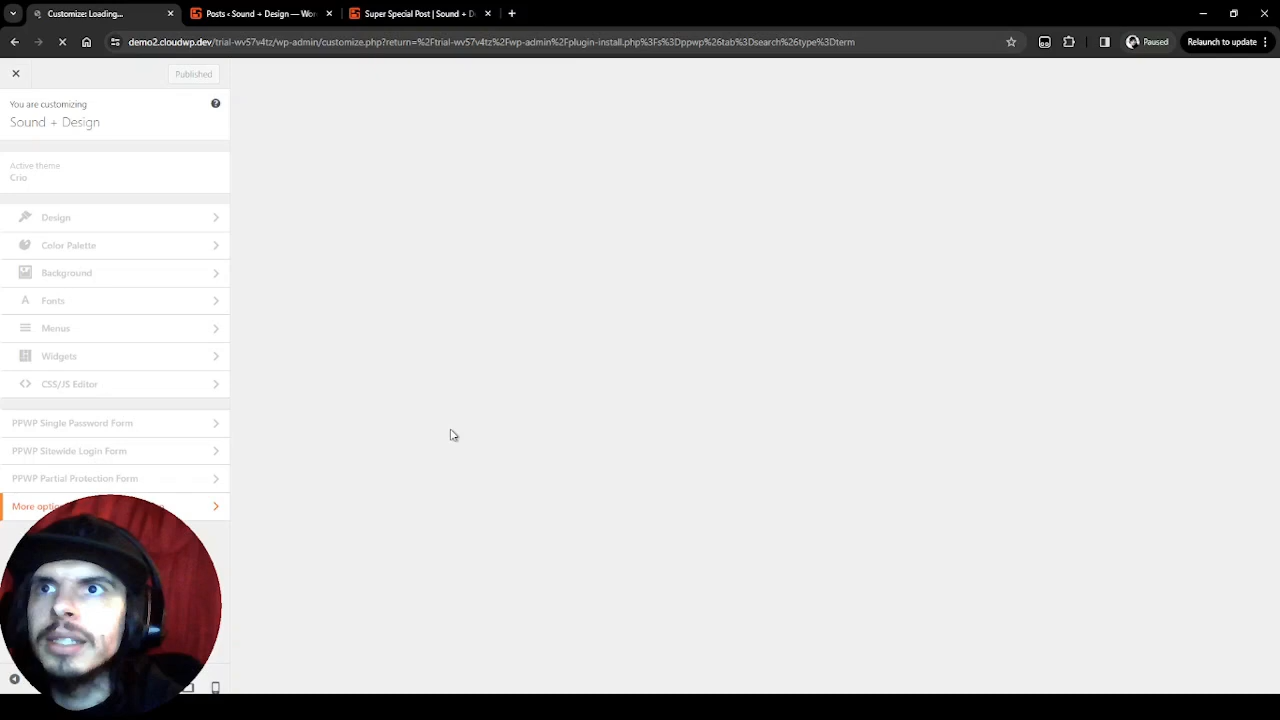 Customize: Loading...
Posts ‹ Sound + Design — Wor
Super Special Post | Sound + D
demo2.cloudwp.dev/trial-wv57v4tz/wp-admin/customize.php?return=%2Ftrial-wv57v4tz%2Fwp-admin%2Fplugin-install.php%3Fs%3Dppwp%26tab%3Dsearch%26type%3Dterm
Paused
Relaunch to update
Published
You are customizing
Sound + Design
Active theme
Crio
Design
Color Palette
Background
Fonts
Menus
Widgets
CSS/JS Editor
PPWP Single Password Form
PPWP Sitewide Login Form
PPWP Partial Protection Form
More